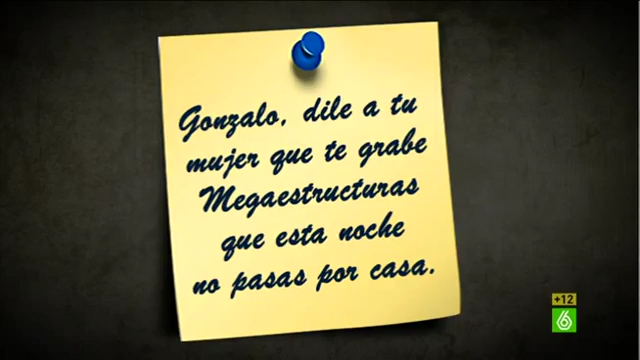 Gonzalo, dile a tu
mujer que te grabe
Megaestructuras
que esta noche
no pasas por casa.
+12
6